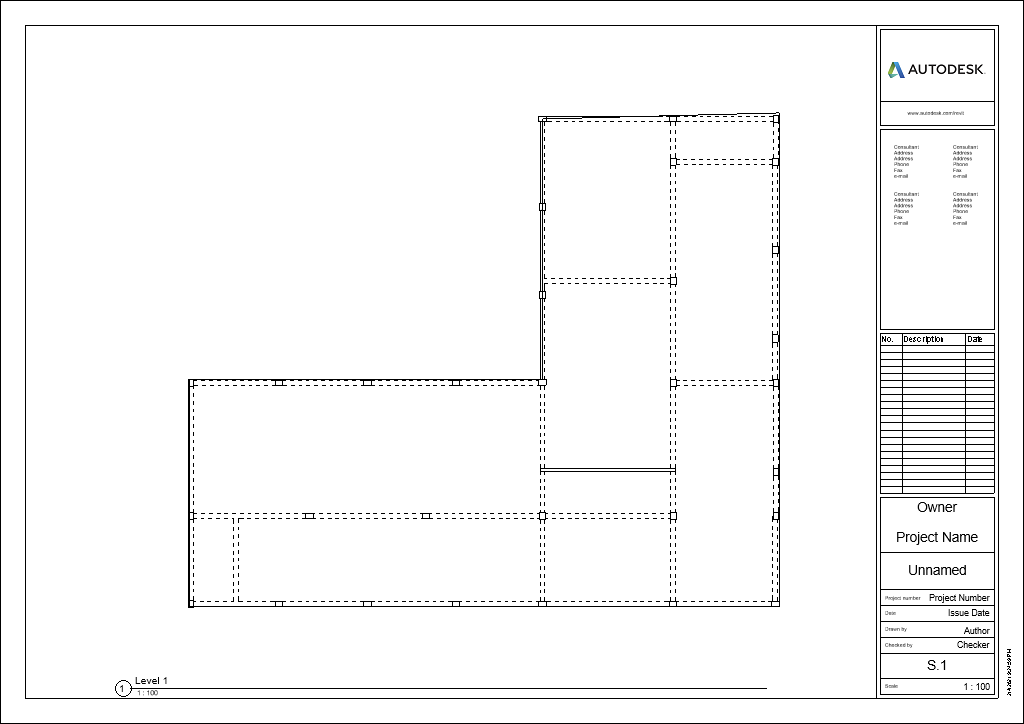 AUTODESK
www.autodesk.com/revit
Consultant
Address
Address
Phone
Fax
e-mail
Consultant
Address
Address
Phone
Fax
e-mail
Consultant
Address
Address
Phone
Fax
e-mail
Consultant
Address
Address
Phone
Fax
e-mail
No. Description Date
Owner
Project Name
Unnamed
Project number Project Number
Date Issue Date
Drawn by Author
Checked by Checker
S.1
Scale 1 : 100
1 Level 1
1 : 100